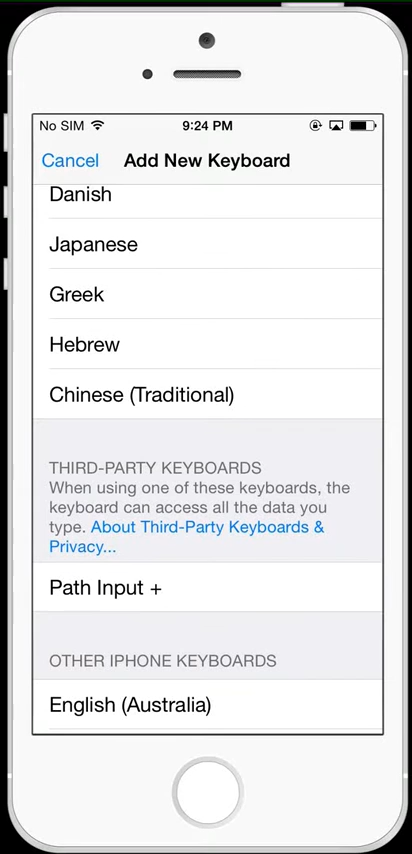 No SIM 9:24 PM
Cancel Add New Keyboard
Danish
Japanese
Greek
Hebrew
Chinese (Traditional)
THIRD-PARTY KEYBOARDS
When using one of these keyboards, the
keyboard can access all the data you
type. About Third-Party Keyboards &
Privacy...
Path Input +
OTHER IPHONE KEYBOARDS
English (Australia)